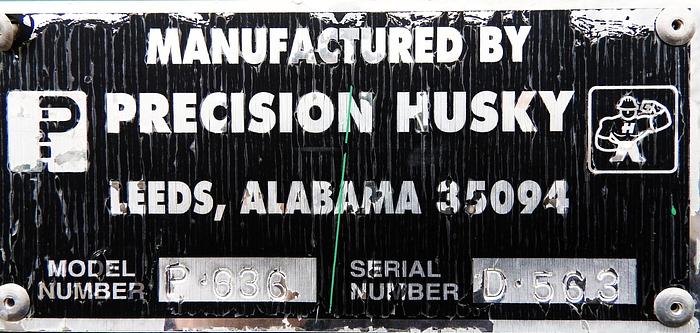 MANUFACTURED BY
PRECISION HUSKY
LEEDS, ALABAMA 35094
MODEL NUMBER P-636 SERIAL NUMBER D-563